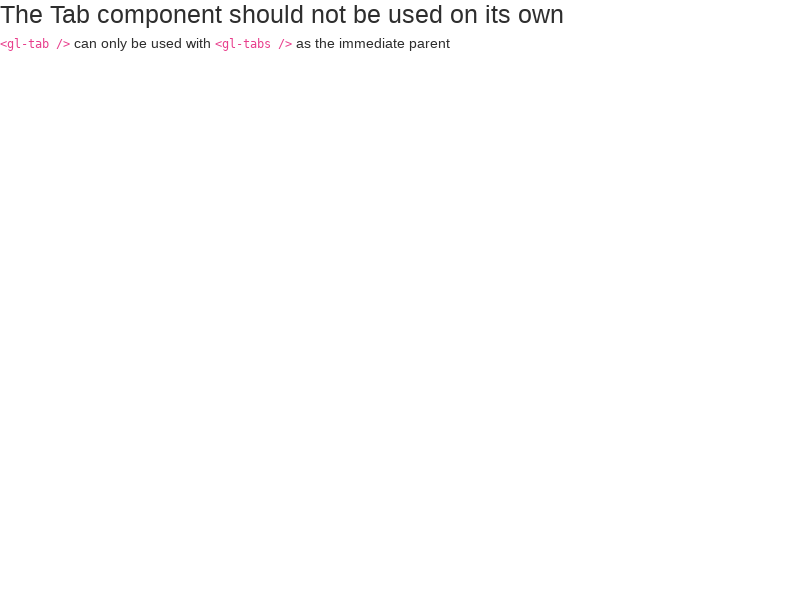 The Tab component should not be used on its own
<gl-tab /> can only be used with <gl-tabs /> as the immediate parent